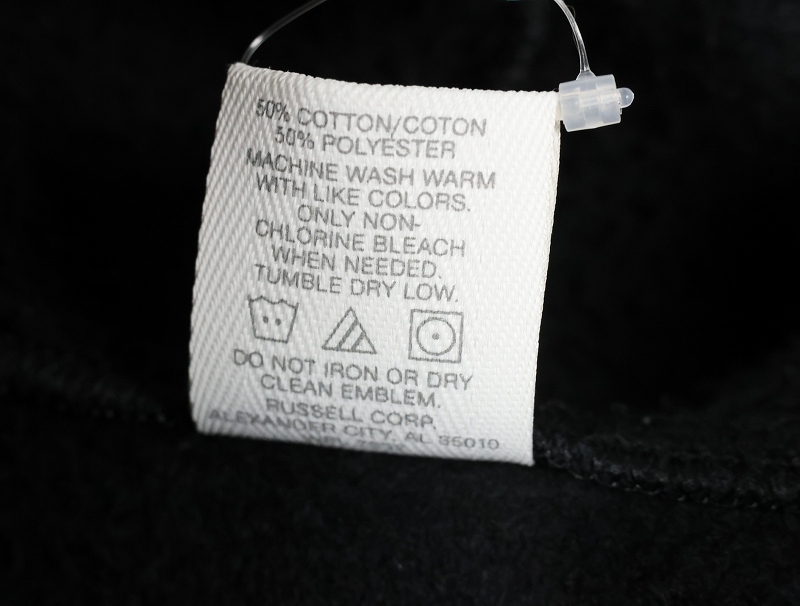 50% COTTON/COTON
50% POLYESTER
MACHINE WASH WARM
WITH LIKE COLORS.
ONLY NON-
CHLORINE BLEACH
WHEN NEEDED.
TUMBLE DRY LOW.
DO NOT IRON OR DRY
CLEAN EMBLEM.
RUSSELL CORP.
ALEXANDER CITY, AL 35010